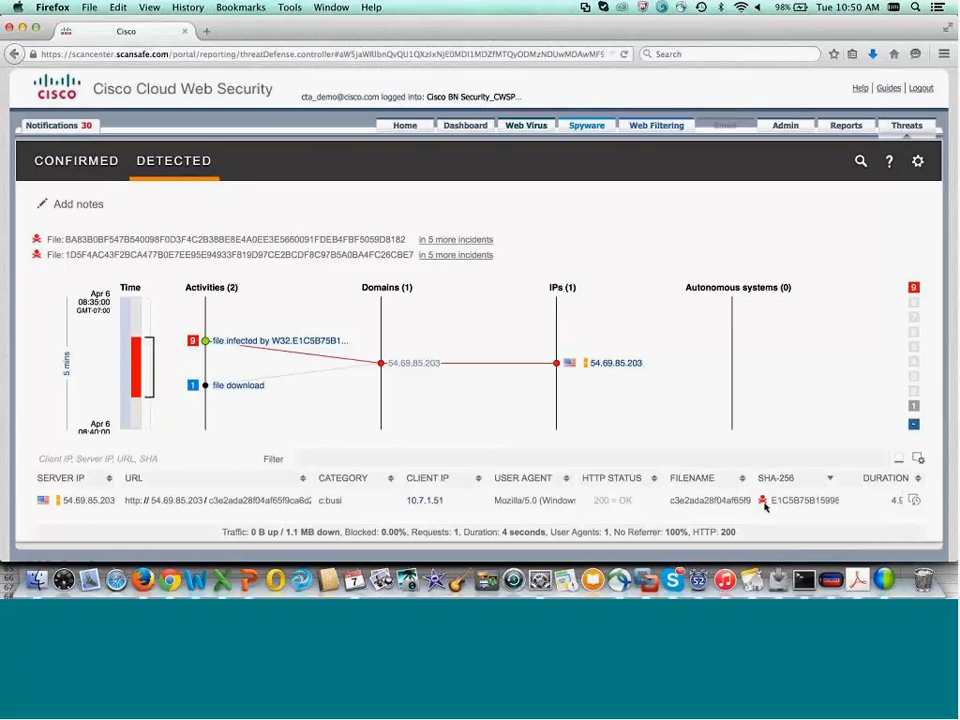 Firefox File Edit View History Bookmarks Tools Window Help 98% Tue 10:50 AM
Cisco
https://scancenter.scansafe.com/portal/reporting/ Search
CISCO Cisco Cloud Web Security cta_demo@cisco.com logged into: Cisco BN Security_CWSP... Help Guides Logout
Notifications 30 Home Dashboard Web Virus Spyware Web Filtering Email Admin Reports Threats
CONFIRMED DETECTED ?
Add notes
in 5 more incidents
in 5 more incidents
Time Activities (2) Domains (1) IPs (1) Autonomous systems (0) 9
Apr 6
08:35:00
GMT-07:00
9 file infected by W32.E1C5B75B1...
5 mins 54.69.85.203 54.69.85.203
1 file download
1
Apr 6
08:40:00
Client IP, Server IP, URL, SHA Filter
SERVER IP URL CATEGORY CLIENT IP USER AGENT HTTP STATUS FILENAME SHA-256 DURATION
54.69.85.203 http:// 54.69.85.203 / c3e2ada28f04af65f9ca6d2 c:busi 10.7.1.51 Mozilla/5.0 (Window: 200 = OK c3e2ada28f04af65f9 E1C5B75B15998 4.9
Traffic: 0 B up / 1.1 MB down, Blocked: 0.00%, Requests: 1, Duration: 4 seconds, User Agents: 1, No Referrer: 100%, HTTP: 200